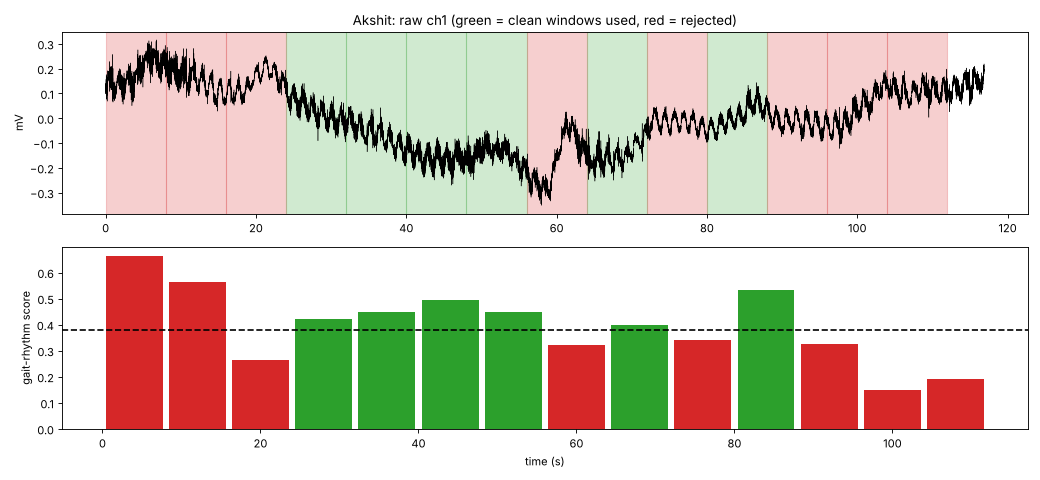 Akshit: raw ch1 (green = clean windows used, red = rejected)
mV
0.3
0.2
0.1
0.0
−0.1
−0.2
−0.3
0 20 40 60 80 100 120
gait-rhythm score
0.6
0.5
0.4
0.3
0.2
0.1
0.0
0 20 40 60 80 100
time (s)